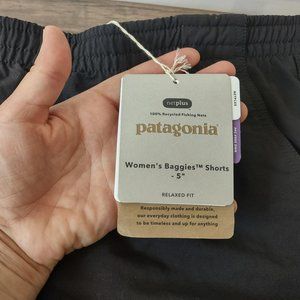 netplus
100% Recycled Fishing Nets
patagonia
Women's Baggies™ Shorts
- 5"
RELAXED FIT
Responsibly made and durable,
our everyday clothing is designed
to be timeless and up for anything